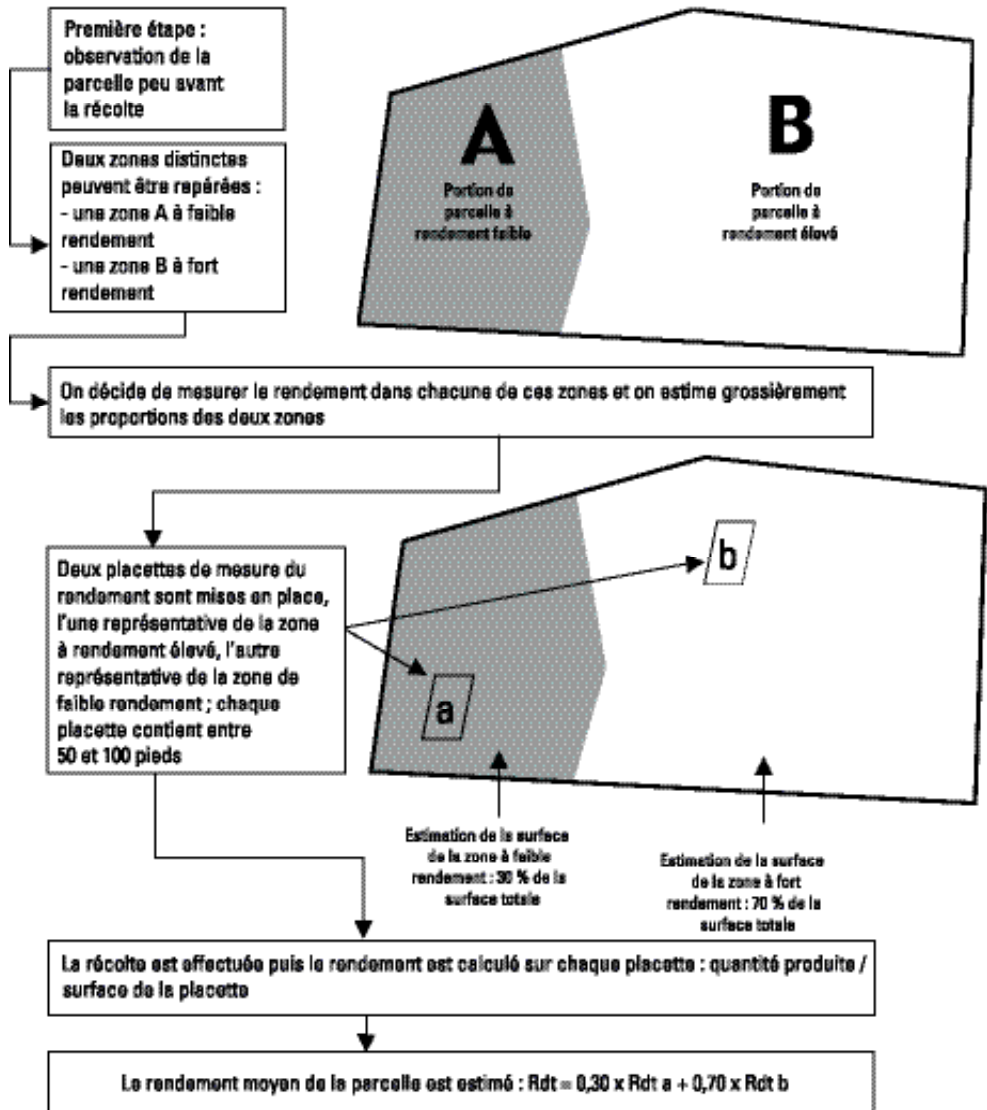 Première étape :
observation de la
parcelle peu avant
la récolte
Deux zones distinctes
peuvent être repérées :
- une zone A à faible
rendement
- une zone B à fort
rendement
A
Portion de
parcelle à
rendement faible
B
Portion de
parcelle à
rendement élevé
On décide de mesurer le rendement dans chacune de ces zones et on estime grossièrement
les proportions des deux zones
Deux placettes de mesure du
rendement sont mises en place,
l'une représentative de la zone
à rendement élevé, l'autre
représentative de la zone de
faible rendement ; chaque
placette contient entre
50 et 100 pieds
a
b
Estimation de la surface
de la zone à faible
rendement : 30 % de la
surface totale
Estimation de la surface
de la zone à fort
rendement : 70 % de la
surface totale
La récolte est effectuée puis le rendement est calculé sur chaque placette : quantité produite /
surface de la placette
Le rendement moyen de la parcelle est estimé : Rdt = 0,30 x Rdt a + 0,70 x Rdt b